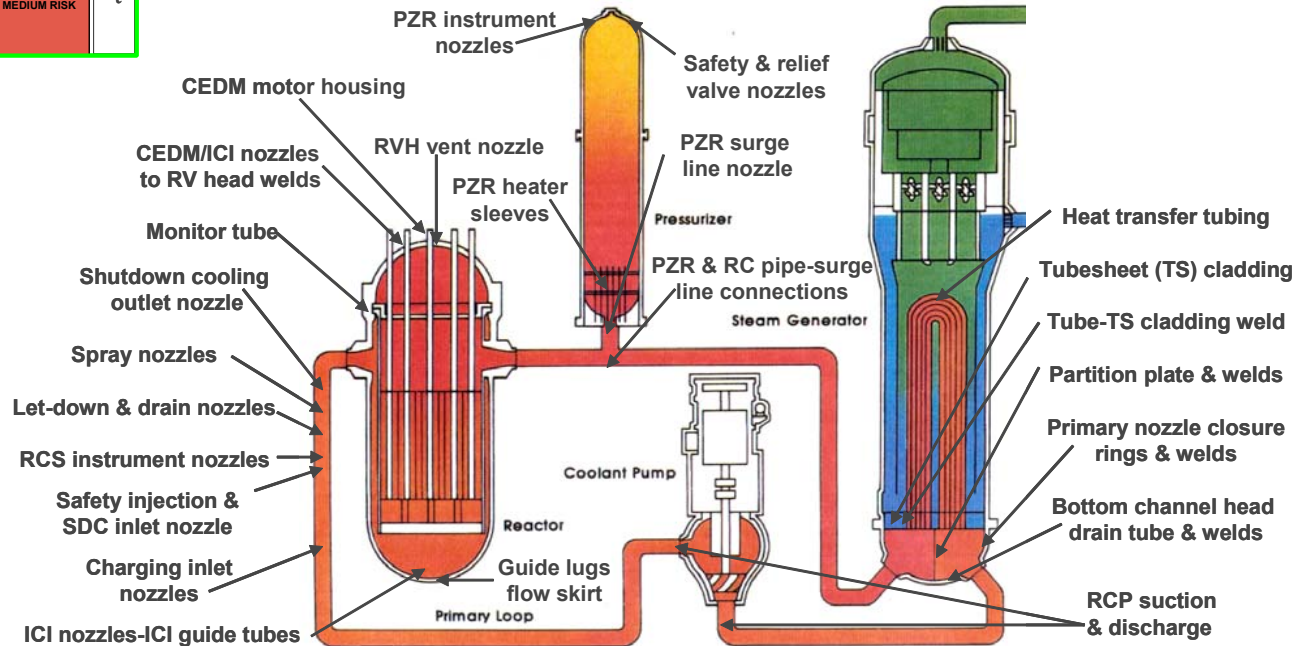 MEDIUM RISK
PZR instrument
nozzles
Safety & relief
valve nozzles
CEDM motor housing
CEDM/ICI nozzles
to RV head welds
RVH vent nozzle
PZR surge
line nozzle
PZR heater
sleeves
Pressurizer
Heat transfer tubing
Monitor tube
Shutdown cooling
outlet nozzle
PZR & RC pipe-surge
line connections
Tubesheet (TS) cladding
Steam Generator
Tube-TS cladding weld
Spray nozzles
Partition plate & welds
Let-down & drain nozzles
Primary nozzle closure
rings & welds
RCS instrument nozzles
Coolant Pump
Safety injection &
SDC inlet nozzle
Bottom channel head
drain tube & welds
Reactor
Charging inlet
nozzles
Guide lugs
flow skirt
RCP suction
& discharge
Primary Loop
ICI nozzles-ICI guide tubes